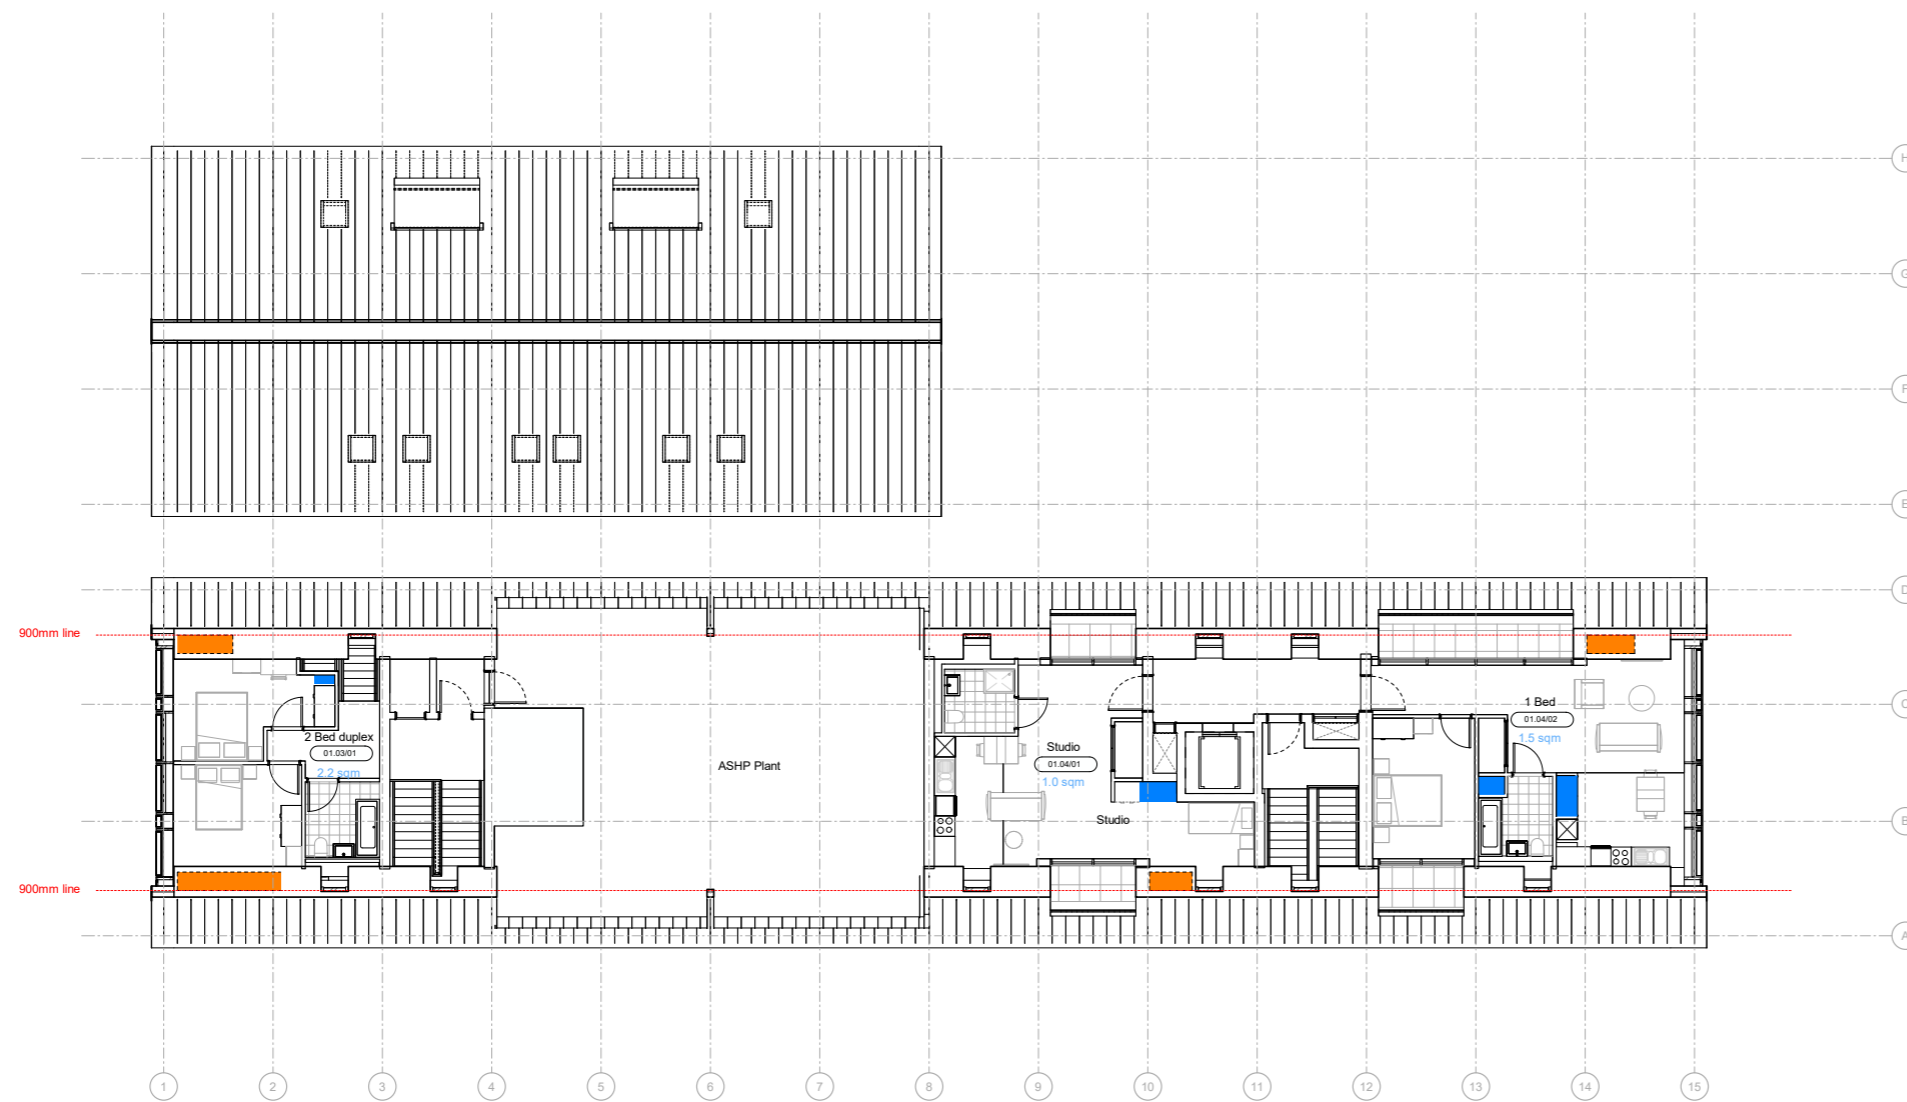 H
G
F
E
D
900mm line
C
1 Bed
01.04/02
1.5 sqm
2 Bed duplex
01.03/01
2.2 sqm
Studio
01.04/01
1.0 sqm
ASHP Plant
Studio
B
900mm line
A
1 2 3 4 5 6 7 8 9 10 11 12 13 14 15